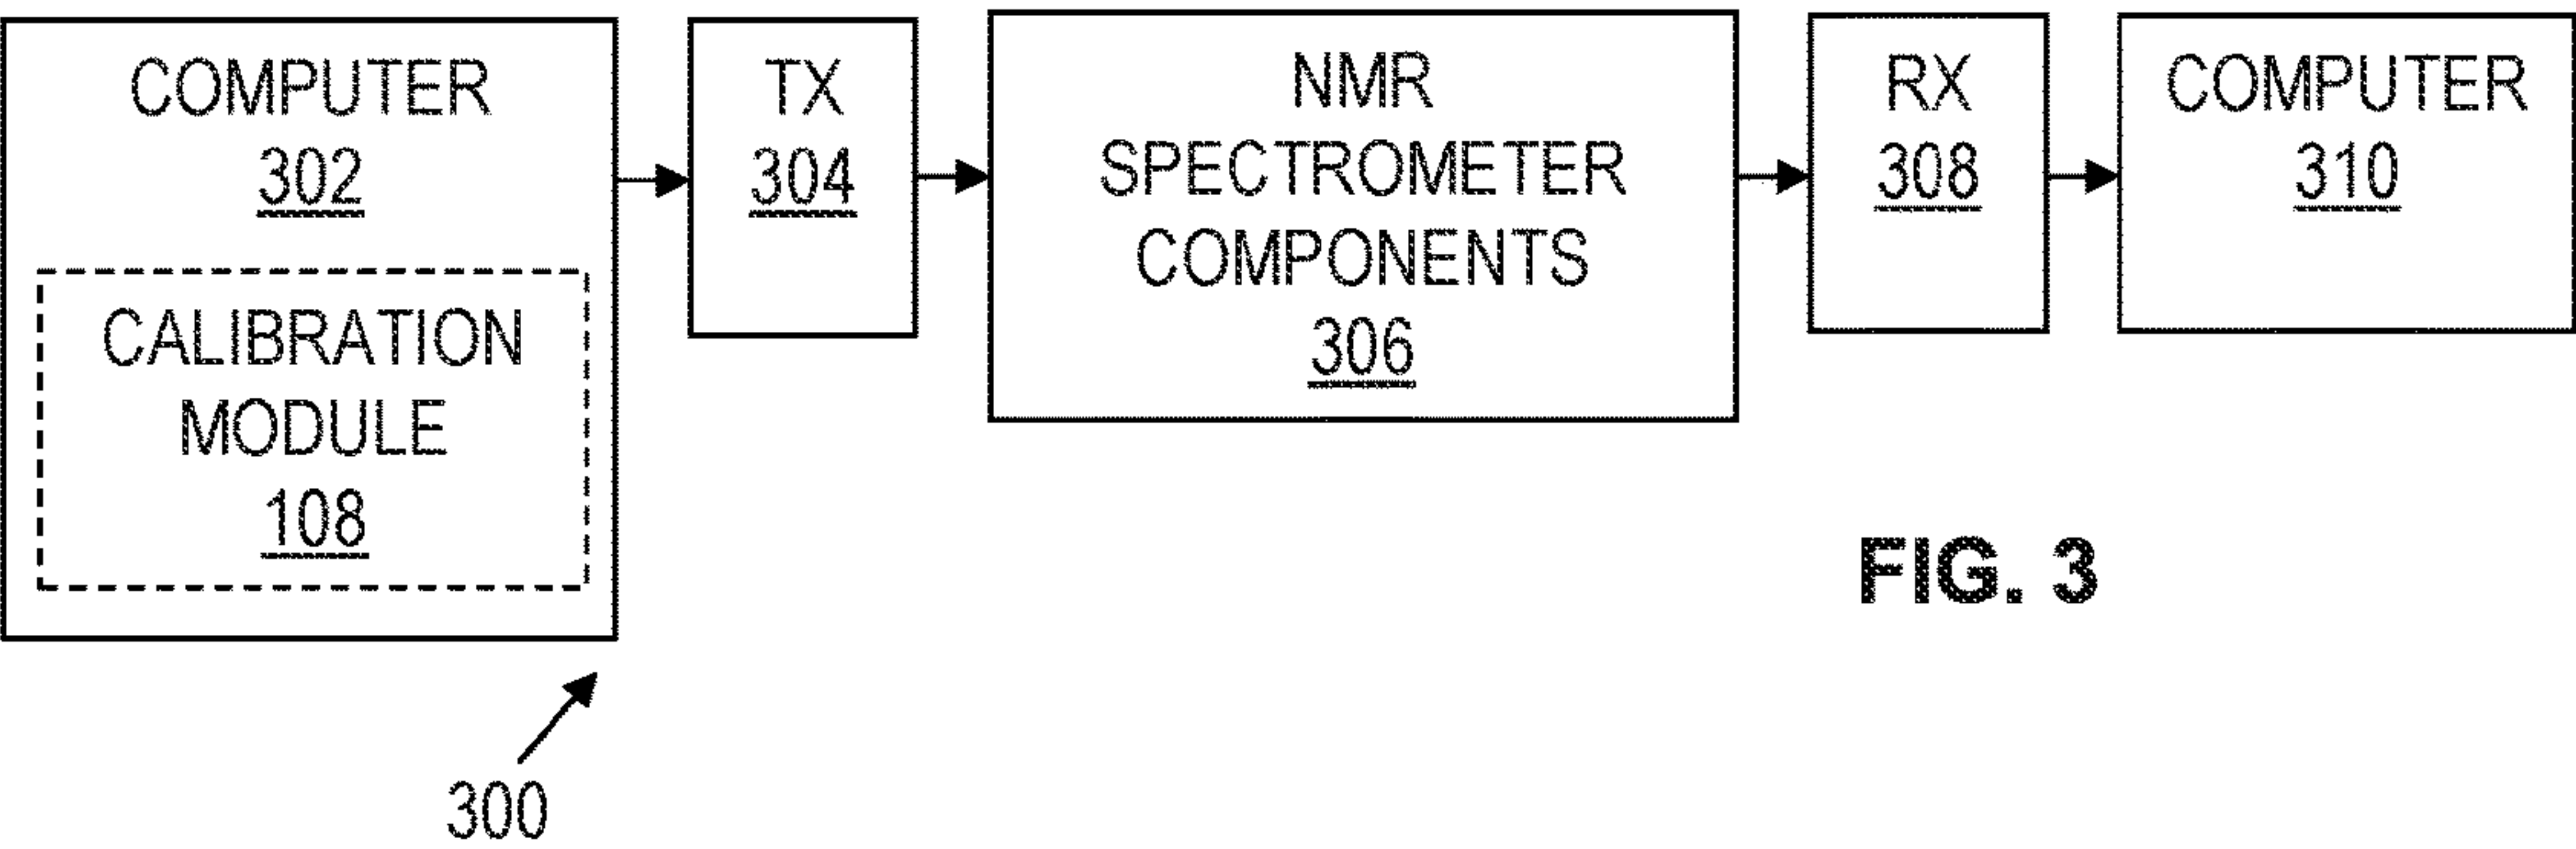 COMPUTER
302
CALIBRATION
MODULE
108
TX
304
NMR
SPECTROMETER
COMPONENTS
306
RX
308
COMPUTER
310
FIG. 3
300